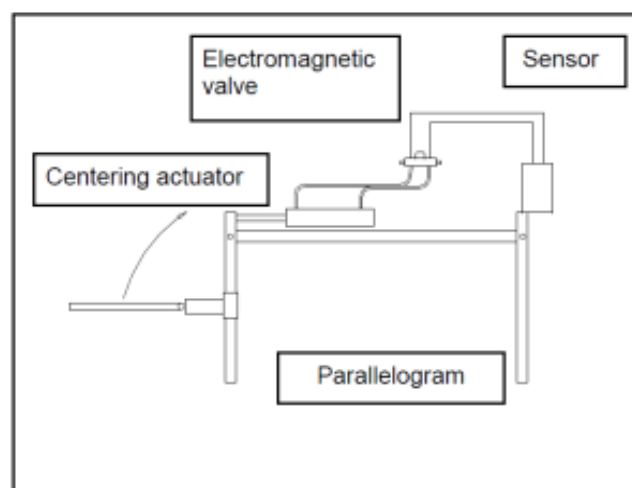 Electromagnetic
valve
Sensor
Centering actuator
Parallelogram